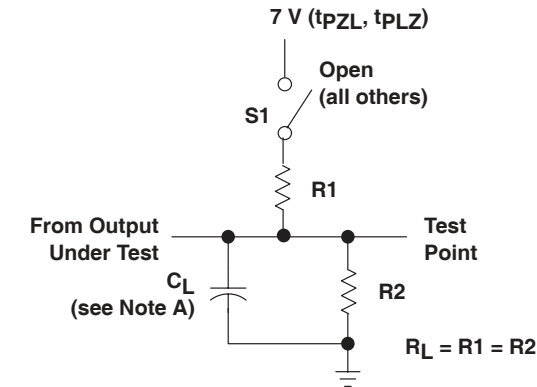 7 V (tPZL, tPLZ)
Open
(all others)
S1
R1
From Output
Under Test
Test
Point
CL
(see Note A)
R2
RL = R1 = R2